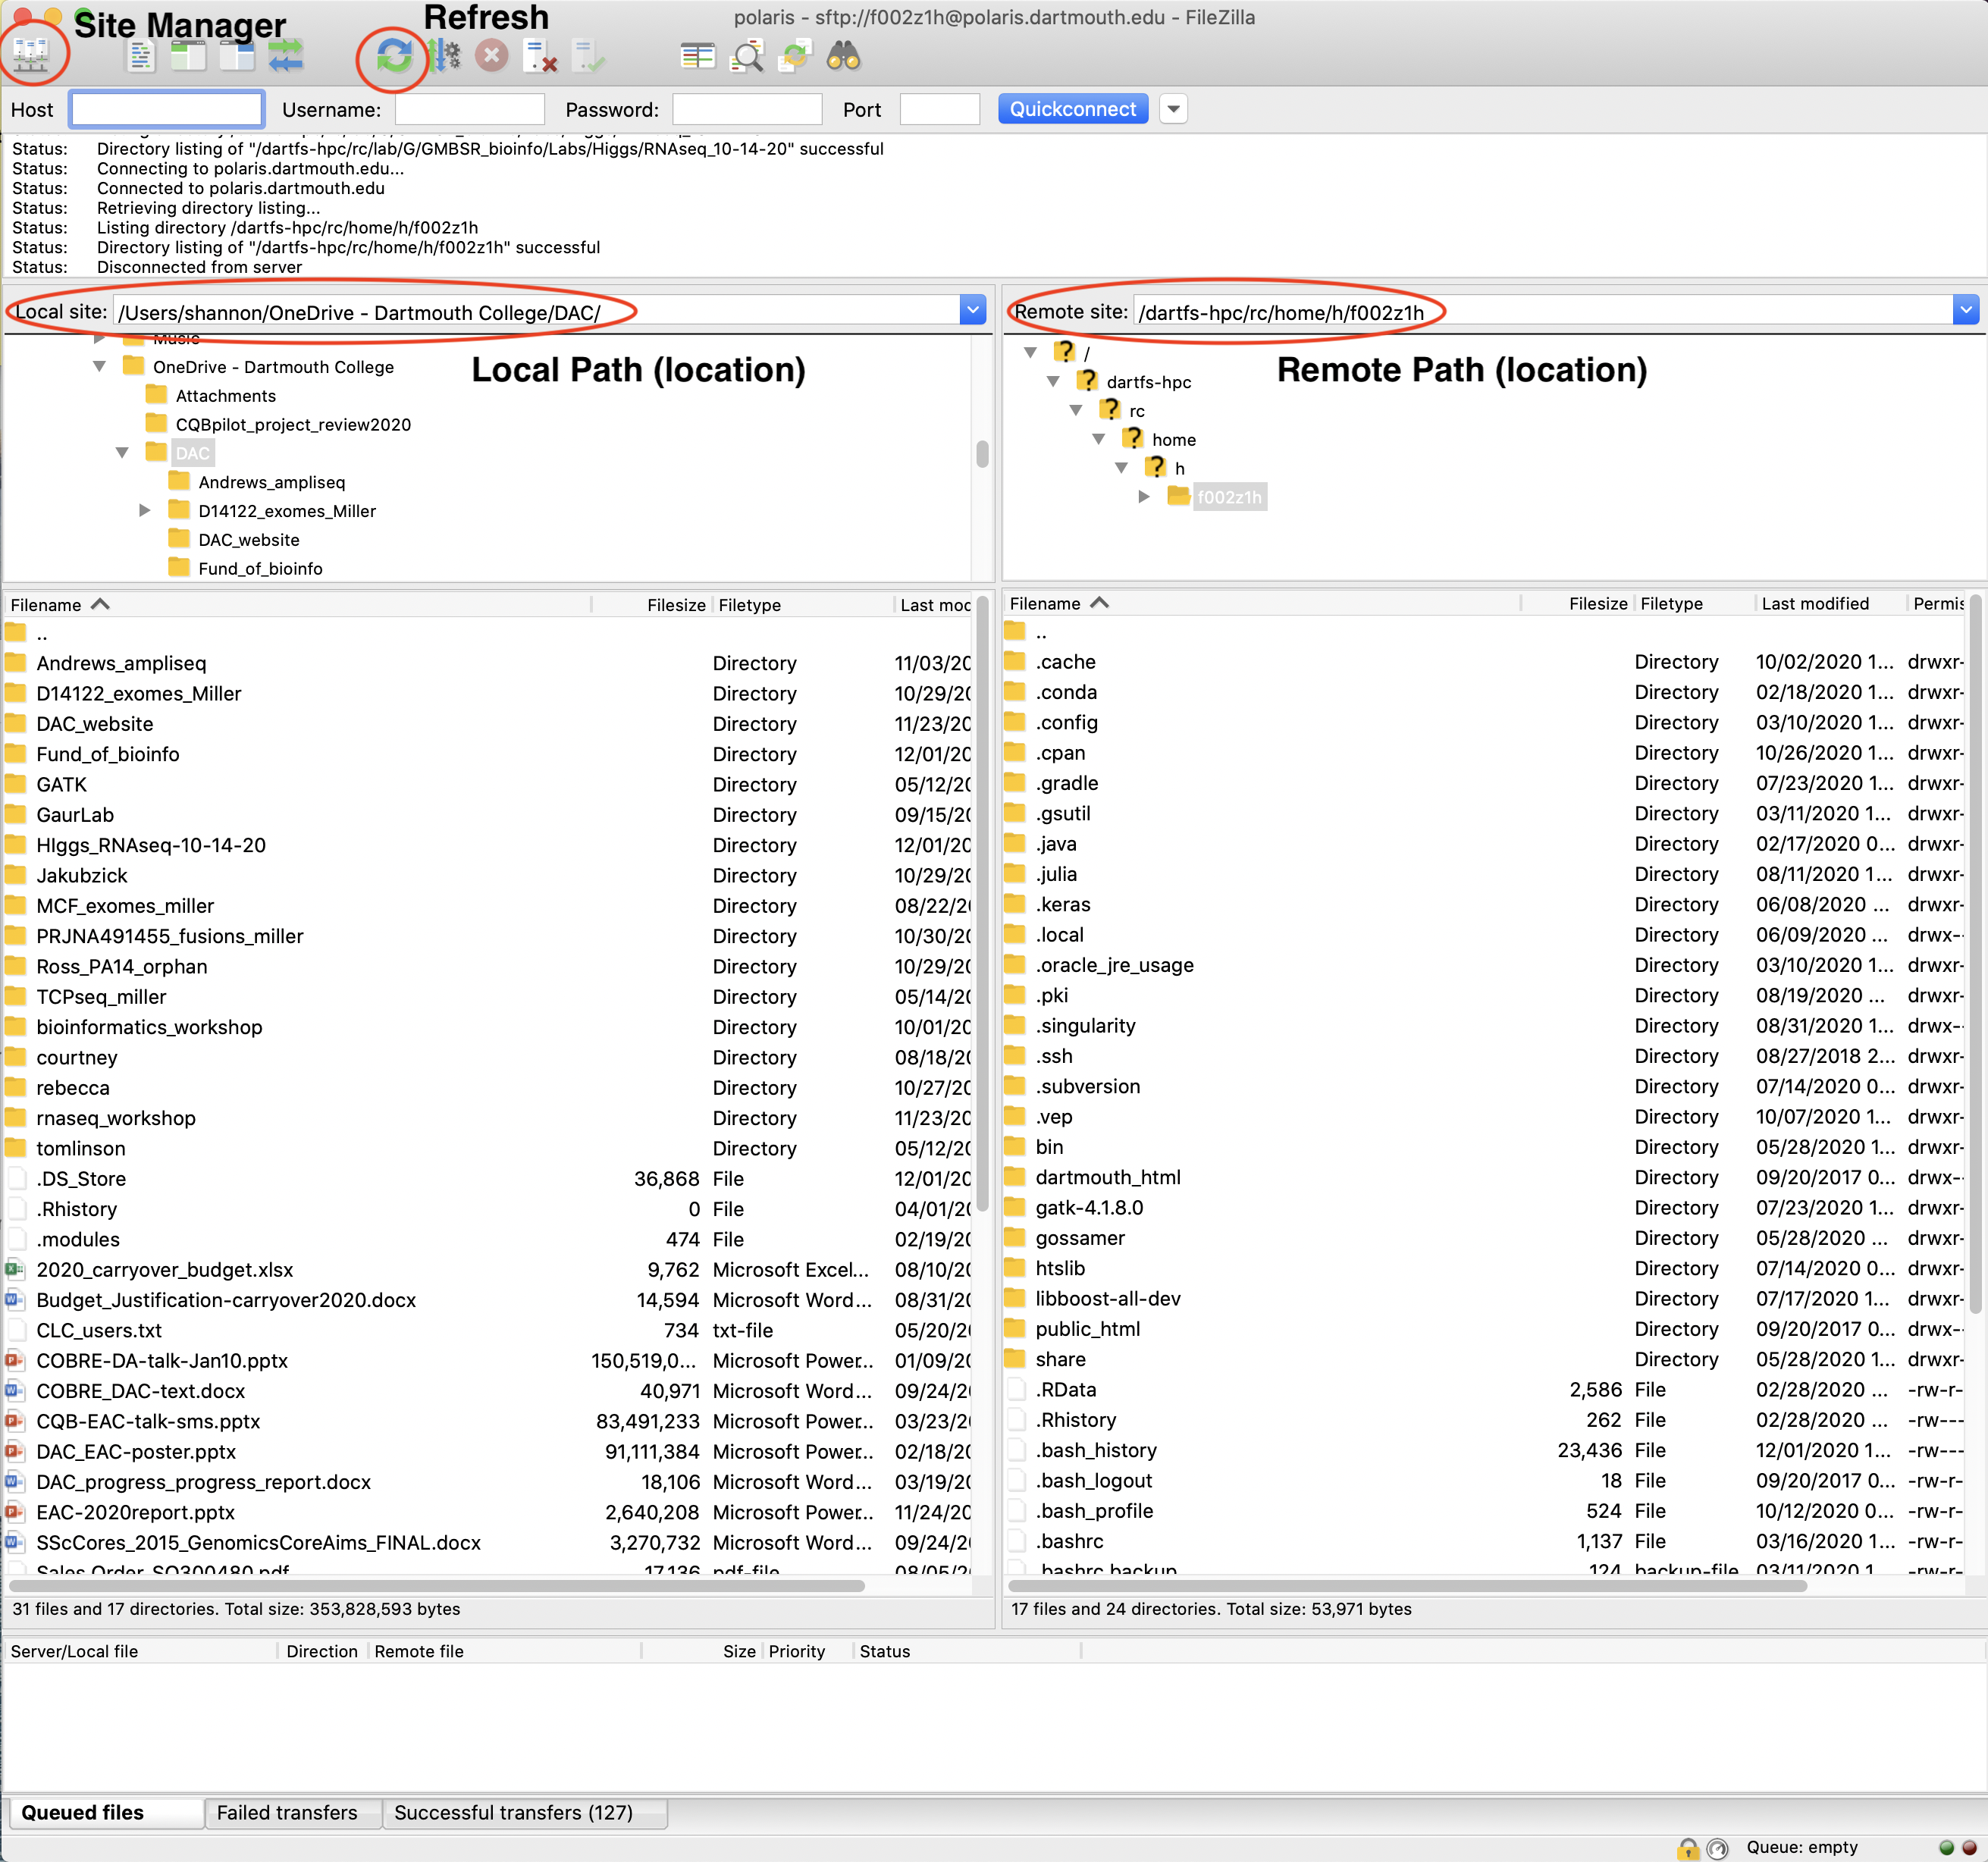 polaris - sftp://f002z1h@polaris.dartmouth.edu - FileZilla
Site Manager
Refresh
Host Username: Password: Port Quickconnect
Status: Directory listing of "/dartfs-hpc/rc/lab/G/GMBSR_bioinfo/Labs/Higgs/RNAseq_10-14-20" successful
Status: Connecting to polaris.dartmouth.edu...
Status: Connected to polaris.dartmouth.edu
Status: Retrieving directory listing...
Status: Listing directory /dartfs-hpc/rc/home/h/f002z1h
Status: Directory listing of "/dartfs-hpc/rc/home/h/f002z1h" successful
Status: Disconnected from server
Local site: /Users/shannon/OneDrive - Dartmouth College/DAC/
Music
OneDrive - Dartmouth College
Local Path (location)
Attachments
CQBpilot_project_review2020
DAC
Andrews_ampliseq
D14122_exomes_Miller
DAC_website
Fund_of_bioinfo
Remote site: /dartfs-hpc/rc/home/h/f002z1h
/
Remote Path (location)
dartfs-hpc
rc
home
h
f002z1h
Filename Filesize Filetype Last mod
..
Andrews_ampliseq Directory 11/03/20
D14122_exomes_Miller Directory 10/29/20
DAC_website Directory 11/23/20
Fund_of_bioinfo Directory 12/01/20
GATK Directory 05/12/20
GaurLab Directory 09/15/20
HIggs_RNAseq-10-14-20 Directory 12/01/20
Jakubzick Directory 10/29/20
MCF_exomes_miller Directory 08/22/20
PRJNA491455_fusions_miller Directory 10/30/20
Ross_PA14_orphan Directory 10/29/20
TCPseq_miller Directory 05/14/20
bioinformatics_workshop Directory 10/01/20
courtney Directory 08/18/20
rebecca Directory 10/27/20
rnaseq_workshop Directory 11/23/20
tomlinson Directory 05/12/20
.DS_Store 36,868 File 12/01/20
.Rhistory 0 File 04/01/20
.modules 474 File 02/19/20
2020_carryover_budget.xlsx 9,762 Microsoft Excel... 08/10/20
Budget_Justification-carryover2020.docx 14,594 Microsoft Word... 08/31/20
CLC_users.txt 734 txt-file 05/20/20
COBRE-DA-talk-Jan10.pptx 150,519,0... Microsoft Power... 01/09/20
COBRE_DAC-text.docx 40,971 Microsoft Word... 09/24/20
CQB-EAC-talk-sms.pptx 83,491,233 Microsoft Power... 03/23/20
DAC_EAC-poster.pptx 91,111,384 Microsoft Power... 02/18/20
DAC_progress_progress_report.docx 18,106 Microsoft Word... 03/19/20
EAC-2020report.pptx 2,640,208 Microsoft Power... 11/24/20
SScCores_2015_GenomicsCoreAims_FINAL.docx 3,270,732 Microsoft Word... 09/24/20
Sales Order-SO300480.pdf 17,136 pdf-file 08/05/20
31 files and 17 directories. Total size: 353,828,593 bytes
Filename Filesize Filetype Last modified Permis
..
.cache Directory 10/02/2020 1... drwxr-
.conda Directory 02/18/2020 1... drwxr-
.config Directory 03/10/2020 1... drwxr-
.cpan Directory 10/26/2020 1... drwxr-
.gradle Directory 07/23/2020 1... drwxr-
.gsutil Directory 03/11/2020 1... drwxr-
.java Directory 02/17/2020 0... drwxr-
.julia Directory 08/11/2020 1... drwxr-
.keras Directory 06/08/2020 ... drwxr-
.local Directory 06/09/2020 ... drwx--
.oracle_jre_usage Directory 03/10/2020 1... drwxr-
.pki Directory 08/19/2020 ... drwxr-
.singularity Directory 08/31/2020 1... drwx--
.ssh Directory 08/27/2018 2... drwxr-
.subversion Directory 07/14/2020 0... drwxr-
.vep Directory 10/07/2020 1... drwxr-
bin Directory 05/28/2020 1... drwxr-
dartmouth_html Directory 09/20/2017 0... drwx--
gatk-4.1.8.0 Directory 07/23/2020 1... drwxr-
gossamer Directory 05/28/2020 ... drwxr-
htslib Directory 07/14/2020 0... drwxr-
libboost-all-dev Directory 07/17/2020 1... drwxr-
public_html Directory 09/20/2017 0... drwx--
share Directory 05/28/2020 1... drwxr-
.RData 2,586 File 02/28/2020 ... -rw-r-
.Rhistory 262 File 02/28/2020 ... -rw---
.bash_history 23,436 File 12/01/2020 1... -rw---
.bash_logout 18 File 09/20/2017 0... -rw-r-
.bash_profile 524 File 10/12/2020 0... -rw-r-
.bashrc 1,137 File 03/16/2020 1... -rw-r-
.bashrc.backup 124 backup-file 03/11/2020 1... -rw-r-
17 files and 24 directories. Total size: 53,971 bytes
Server/Local file Direction Remote file Size Priority Status
Queued files Failed transfers Successful transfers (127)
Queue: empty